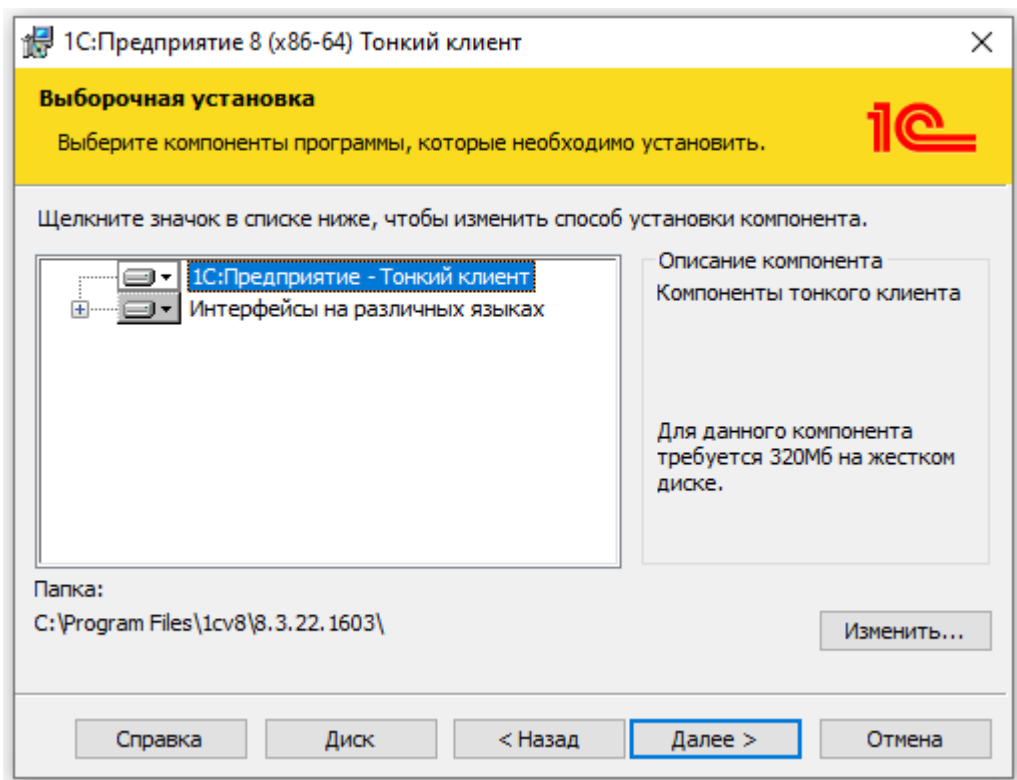 1С:Предприятие 8 (x86-64) Тонкий клиент
Выборочная установка
Выберите компоненты программы, которые необходимо установить.
1С
Щелкните значок в списке ниже, чтобы изменить способ установки компонента.
1С:Предприятие - Тонкий клиент
Интерфейсы на различных языках
Описание компонента
Компоненты тонкого клиента
Для данного компонента
требуется 320Мб на жестком
диске.
Папка:
C:\Program Files\1cv8\8.3.22.1603\
Изменить...
Справка
Диск
< Назад
Далее >
Отмена